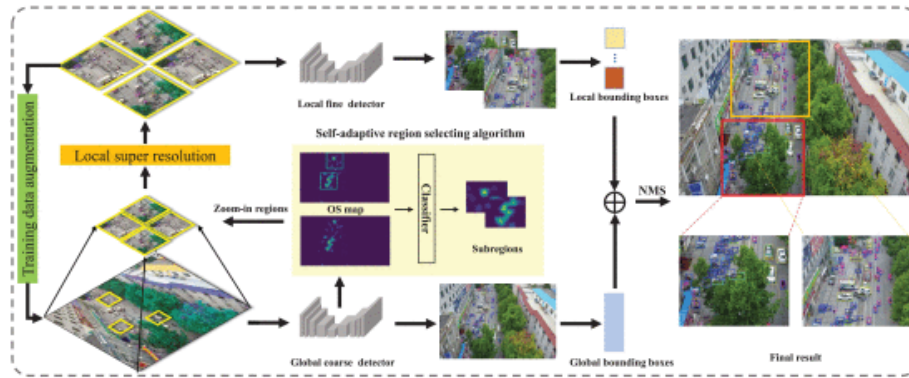 Local fine detector
Local bounding boxes
Training data augmentation
Self-adaptive region selecting algorithm
Local super resolution
Zoom-in regions
OS map
Classifier
Subregions
NMS
Global coarse detector
Global bounding boxes
Final result